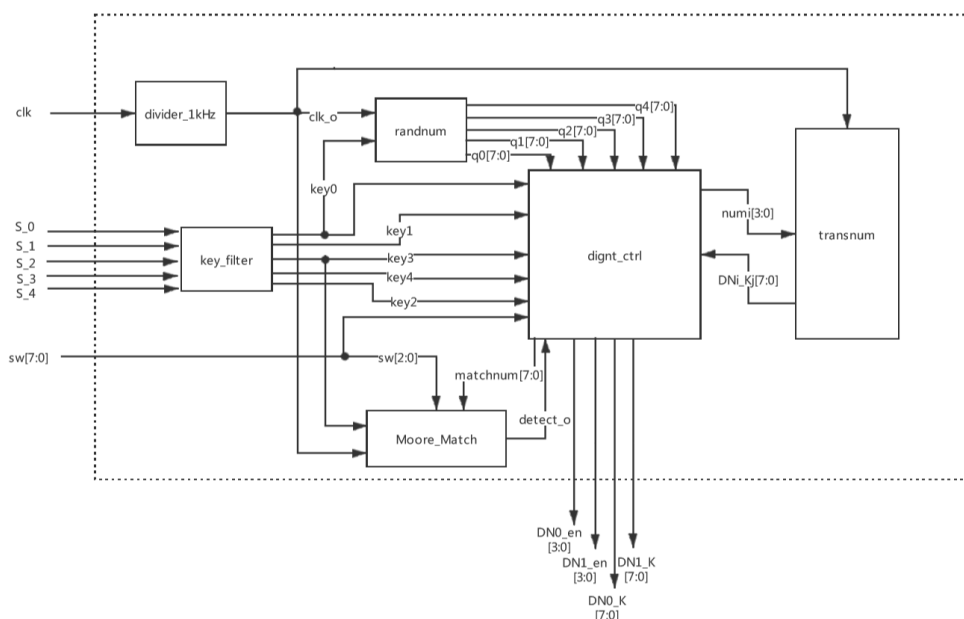 clk
divider_1kHz
clk_o
randnum
q4[7:0]
q3[7:0]
q2[7:0]
q1[7:0]
q0[7:0]
key0
S_0
S_1
S_2
S_3
S_4
key_filter
key1
key3
key4
key2
dignt_ctrl
numi[3:0]
DNi_Kj[7:0]
transnum
sw[7:0]
sw[2:0]
matchnum[7:0]
detect_o
Moore_Match
DN0_en
[3:0]
DN1_en
[3:0]
DN0_K
[7:0]
DN1_K
[7:0]